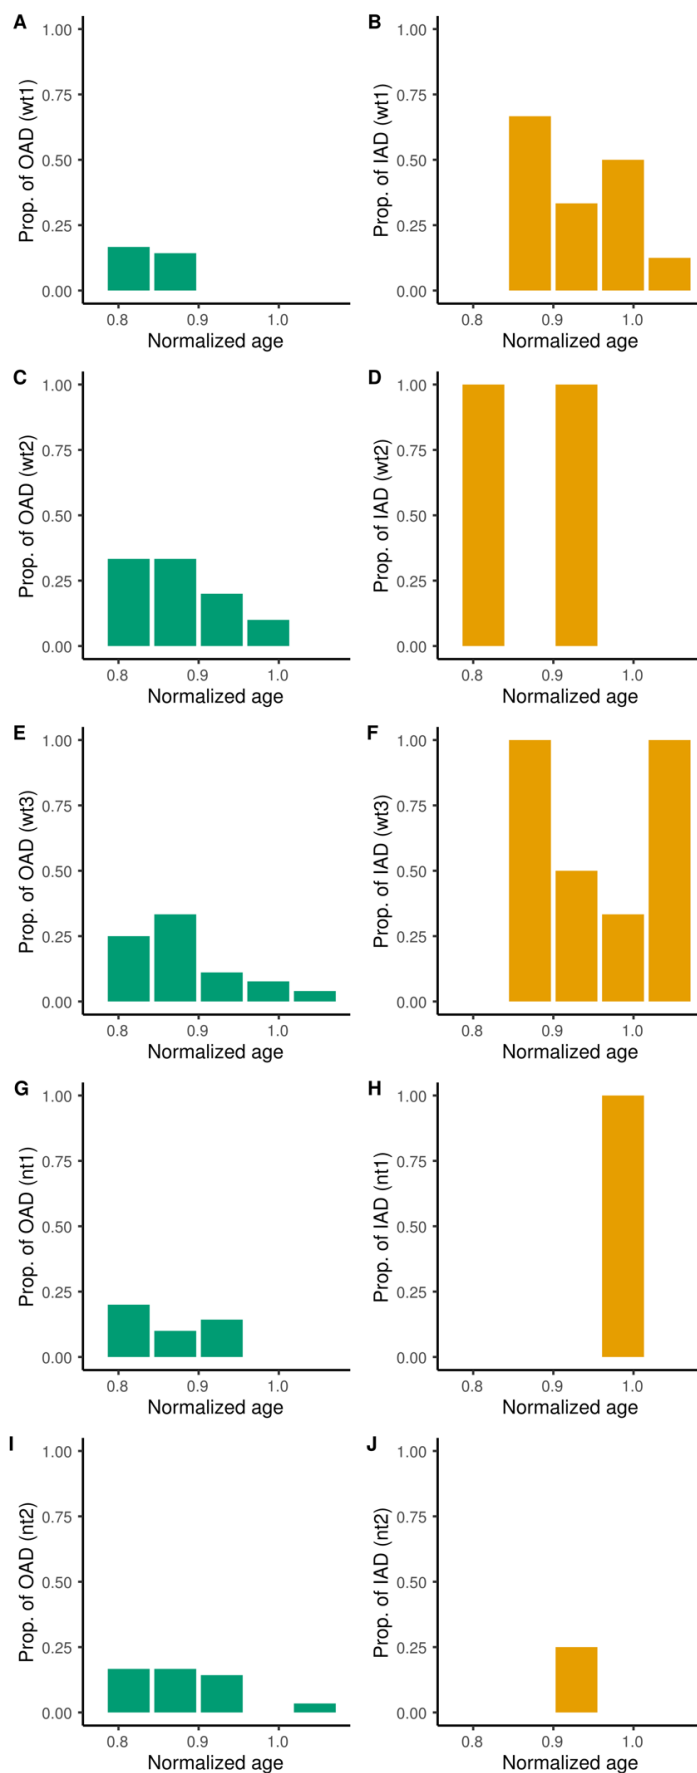 A
B
1.00
0.75
0.50
0.25
0.00
Prop. of OAD (wt1)
0.8
0.9
1.0
Normalized age
1.00
0.75
0.50
0.25
0.00
Prop. of IAD (wt1)
0.8
0.9
1.0
Normalized age
C
D
1.00
0.75
0.50
0.25
0.00
Prop. of OAD (wt2)
0.8
0.9
1.0
Normalized age
1.00
0.75
0.50
0.25
0.00
Prop. of IAD (wt2)
0.8
0.9
1.0
Normalized age
E
F
1.00
0.75
0.50
0.25
0.00
Prop. of OAD (wt3)
0.8
0.9
1.0
Normalized age
1.00
0.75
0.50
0.25
0.00
Prop. of IAD (wt3)
0.8
0.9
1.0
Normalized age
G
H
1.00
0.75
0.50
0.25
0.00
Prop. of OAD (nt1)
0.8
0.9
1.0
Normalized age
1.00
0.75
0.50
0.25
0.00
Prop. of IAD (nt1)
0.8
0.9
1.0
Normalized age
I
J
1.00
0.75
0.50
0.25
0.00
Prop. of OAD (nt2)
0.8
0.9
1.0
Normalized age
1.00
0.75
0.50
0.25
0.00
Prop. of IAD (nt2)
0.8
0.9
1.0
Normalized age